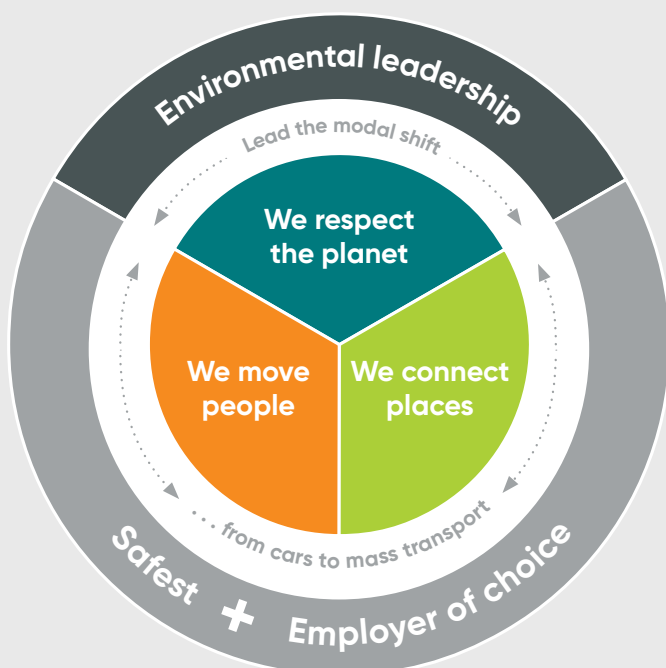 Environmental leadership
Lead the modal shift
We respect
the planet
We move
people
We connect
places
... from cars to mass transport
Safest + Employer of choice